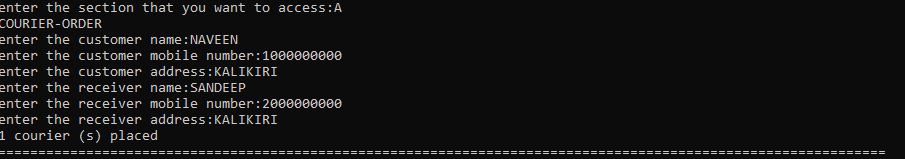 enter the section that you want to access:A
COURIER-ORDER
enter the customer name:NAVEEN
enter the customer mobile number:1000000000
enter the customer address:KALIKIRI
enter the receiver name:SANDEEP
enter the receiver mobile number:2000000000
enter the receiver address:KALIKIRI
1 courier (s) placed
===============================================================================================================